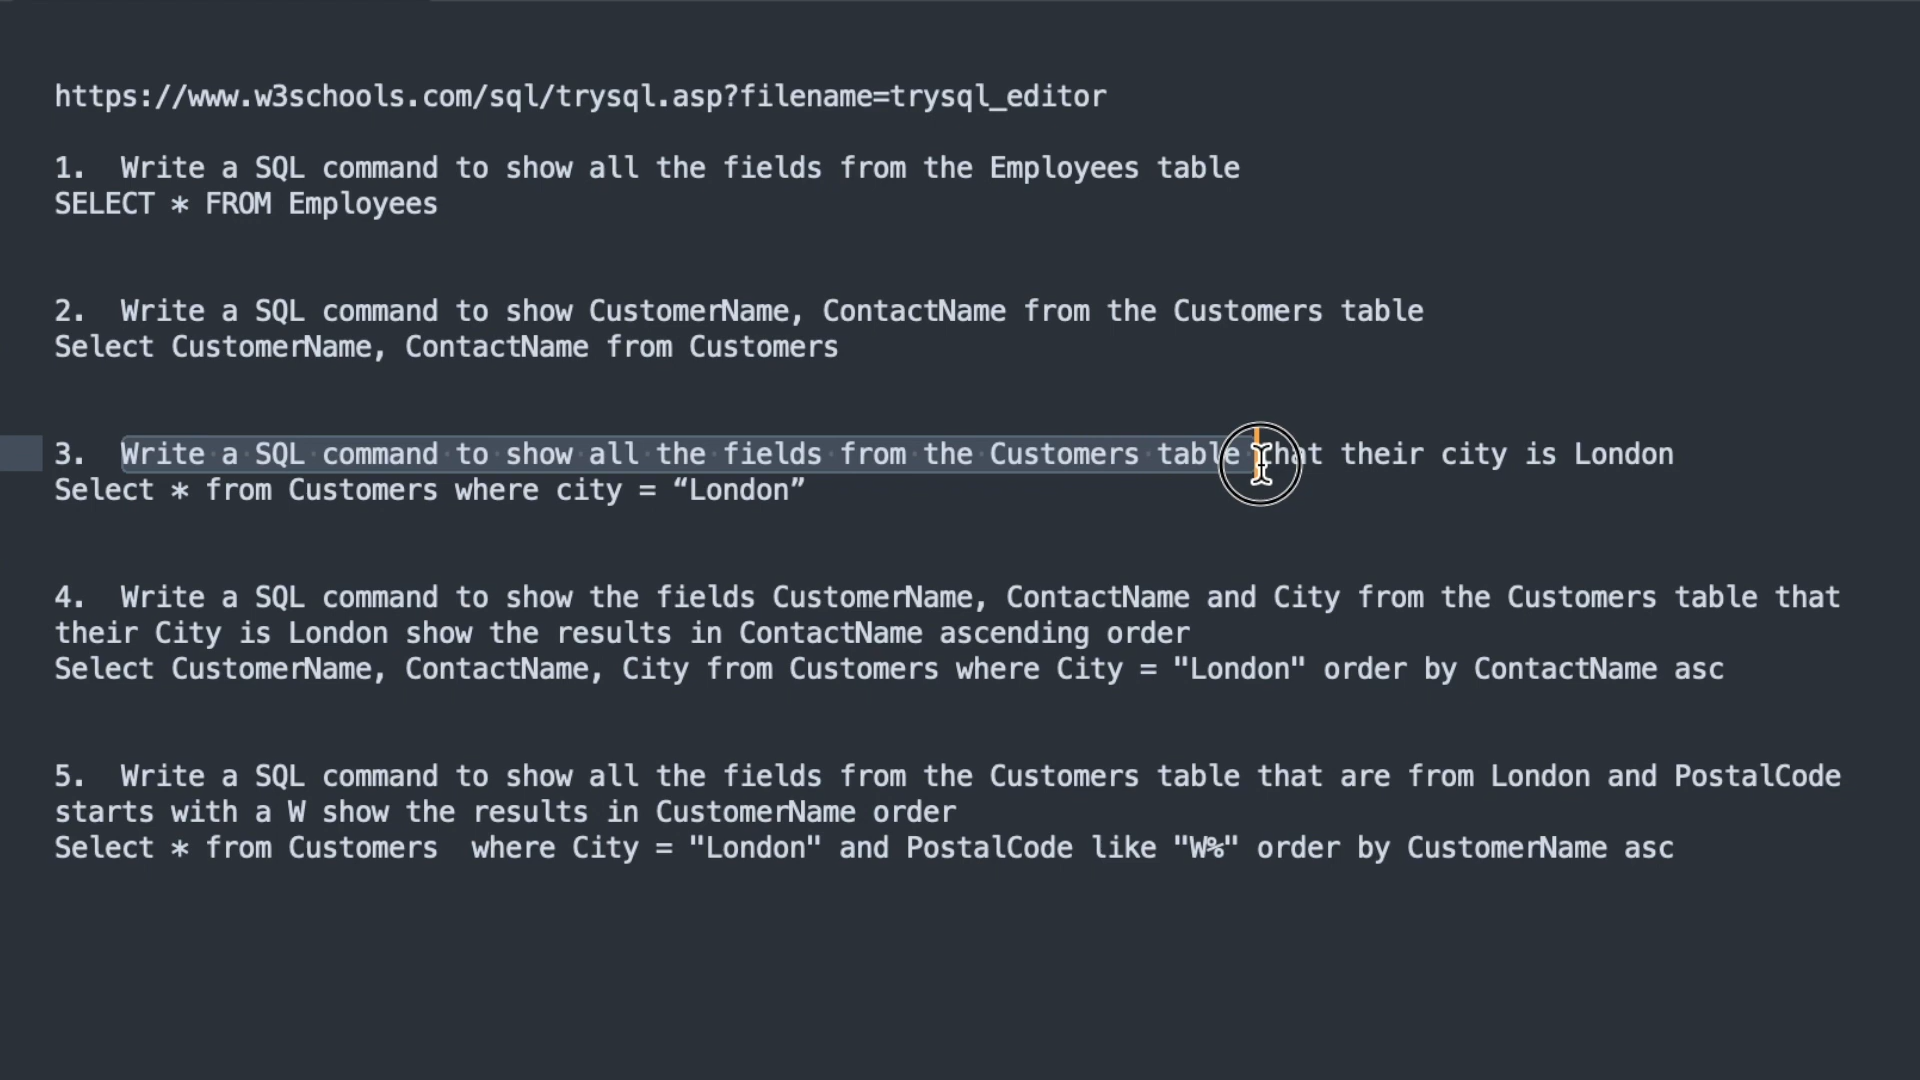 https://www.w3schools.com/sql/trysql.asp?filename=trysql_editor
1.  Write a SQL command to show all the fields from the Employees table
SELECT * FROM Employees
2.  Write a SQL command to show CustomerName, ContactName from the Customers table
Select CustomerName, ContactName from Customers
3.  Write a SQL command to show all the fields from the Customers table that their city is London
Select * from Customers where city = “London”
4.  Write a SQL command to show the fields CustomerName, ContactName and City from the Customers table that
their City is London show the results in ContactName ascending order
Select CustomerName, ContactName, City from Customers where City = "London" order by ContactName asc
5.  Write a SQL command to show all the fields from the Customers table that are from London and PostalCode
starts with a W show the results in CustomerName order
Select * from Customers  where City = "London" and PostalCode like "W%" order by CustomerName asc